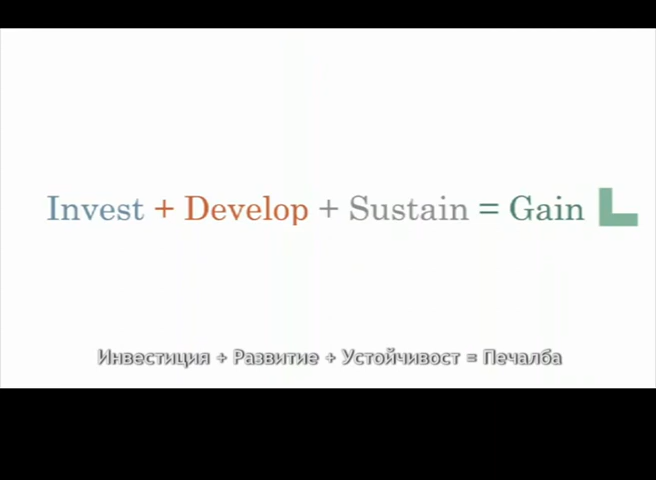 Invest + Develop + Sustain = Gain
Инвестиция + Развитие + Устойчивост = Печалба